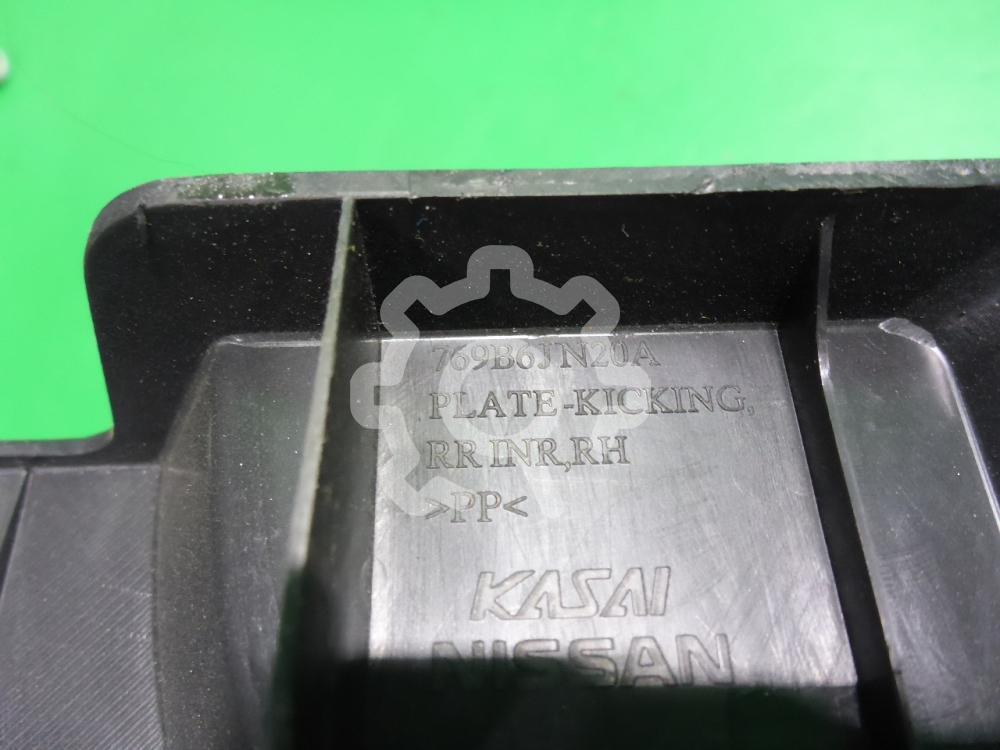 769B6JN20A
PLATE-KICKING,
RR INR,RH
>PP<
KASAI
NISSAN